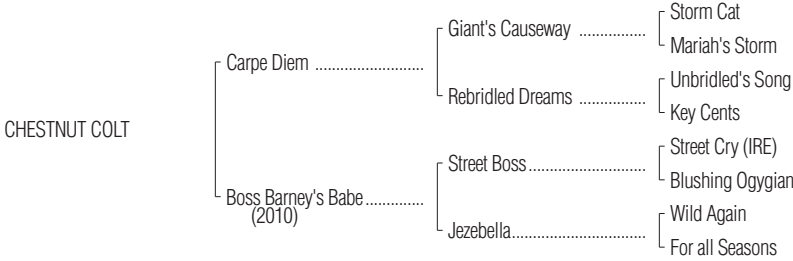 Storm Cat
Giant's Causeway ................
Mariah's Storm
Carpe Diem ..........................
Unbridled's Song
Rebridled Dreams ................
Key Cents
CHESTNUT COLT
Street Cry (IRE)
Street Boss............................
Blushing Ogygian
Boss Barney's Babe..............
(2010)
Wild Again
Jezebella................................
For all Seasons